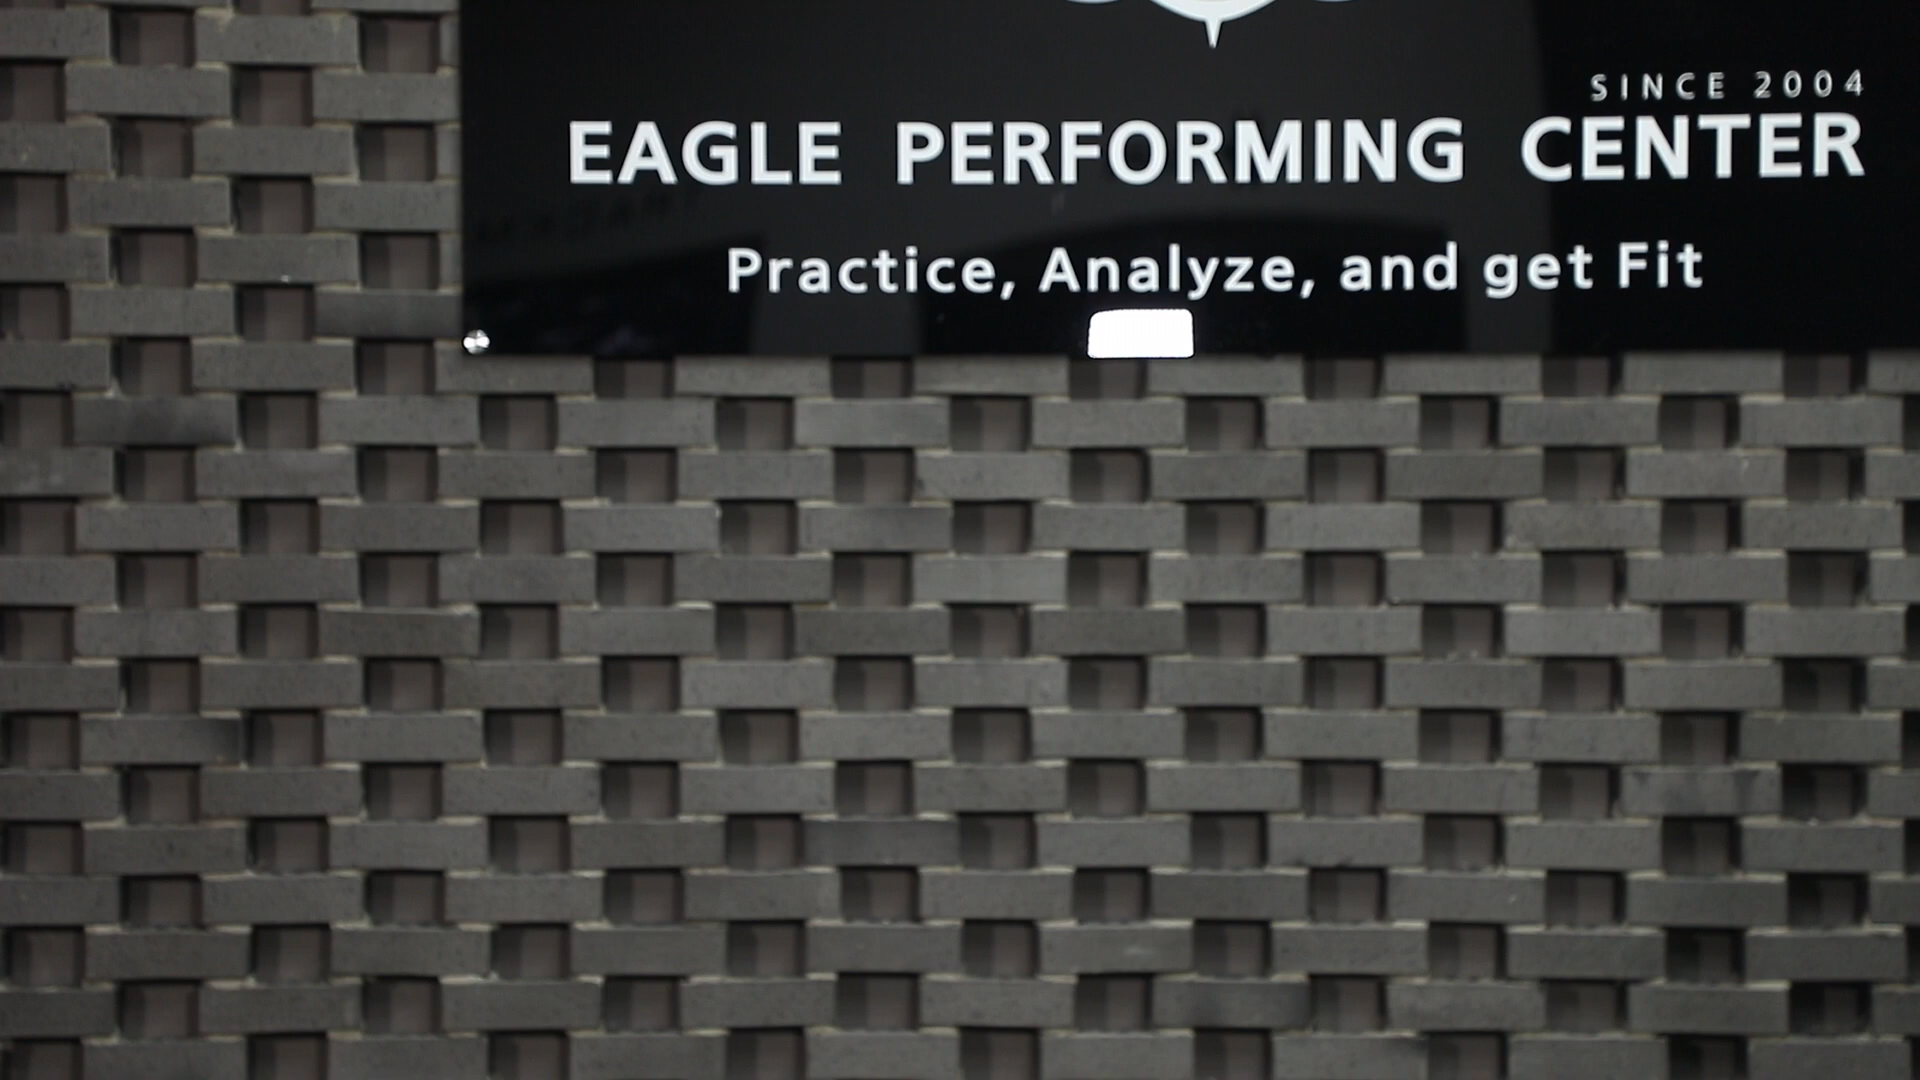 SINCE 2004
EAGLE PERFORMING CENTER
Practice, Analyze, and get Fit